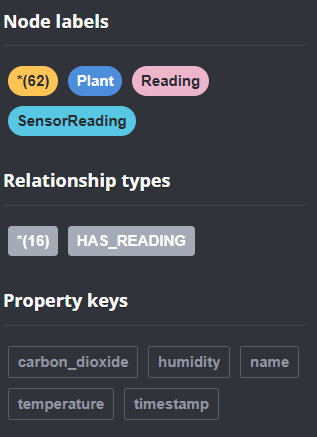 Node labels
*(62) Plant Reading
SensorReading
Relationship types
*(16) HAS_READING
Property keys
carbon_dioxide humidity name
temperature timestamp